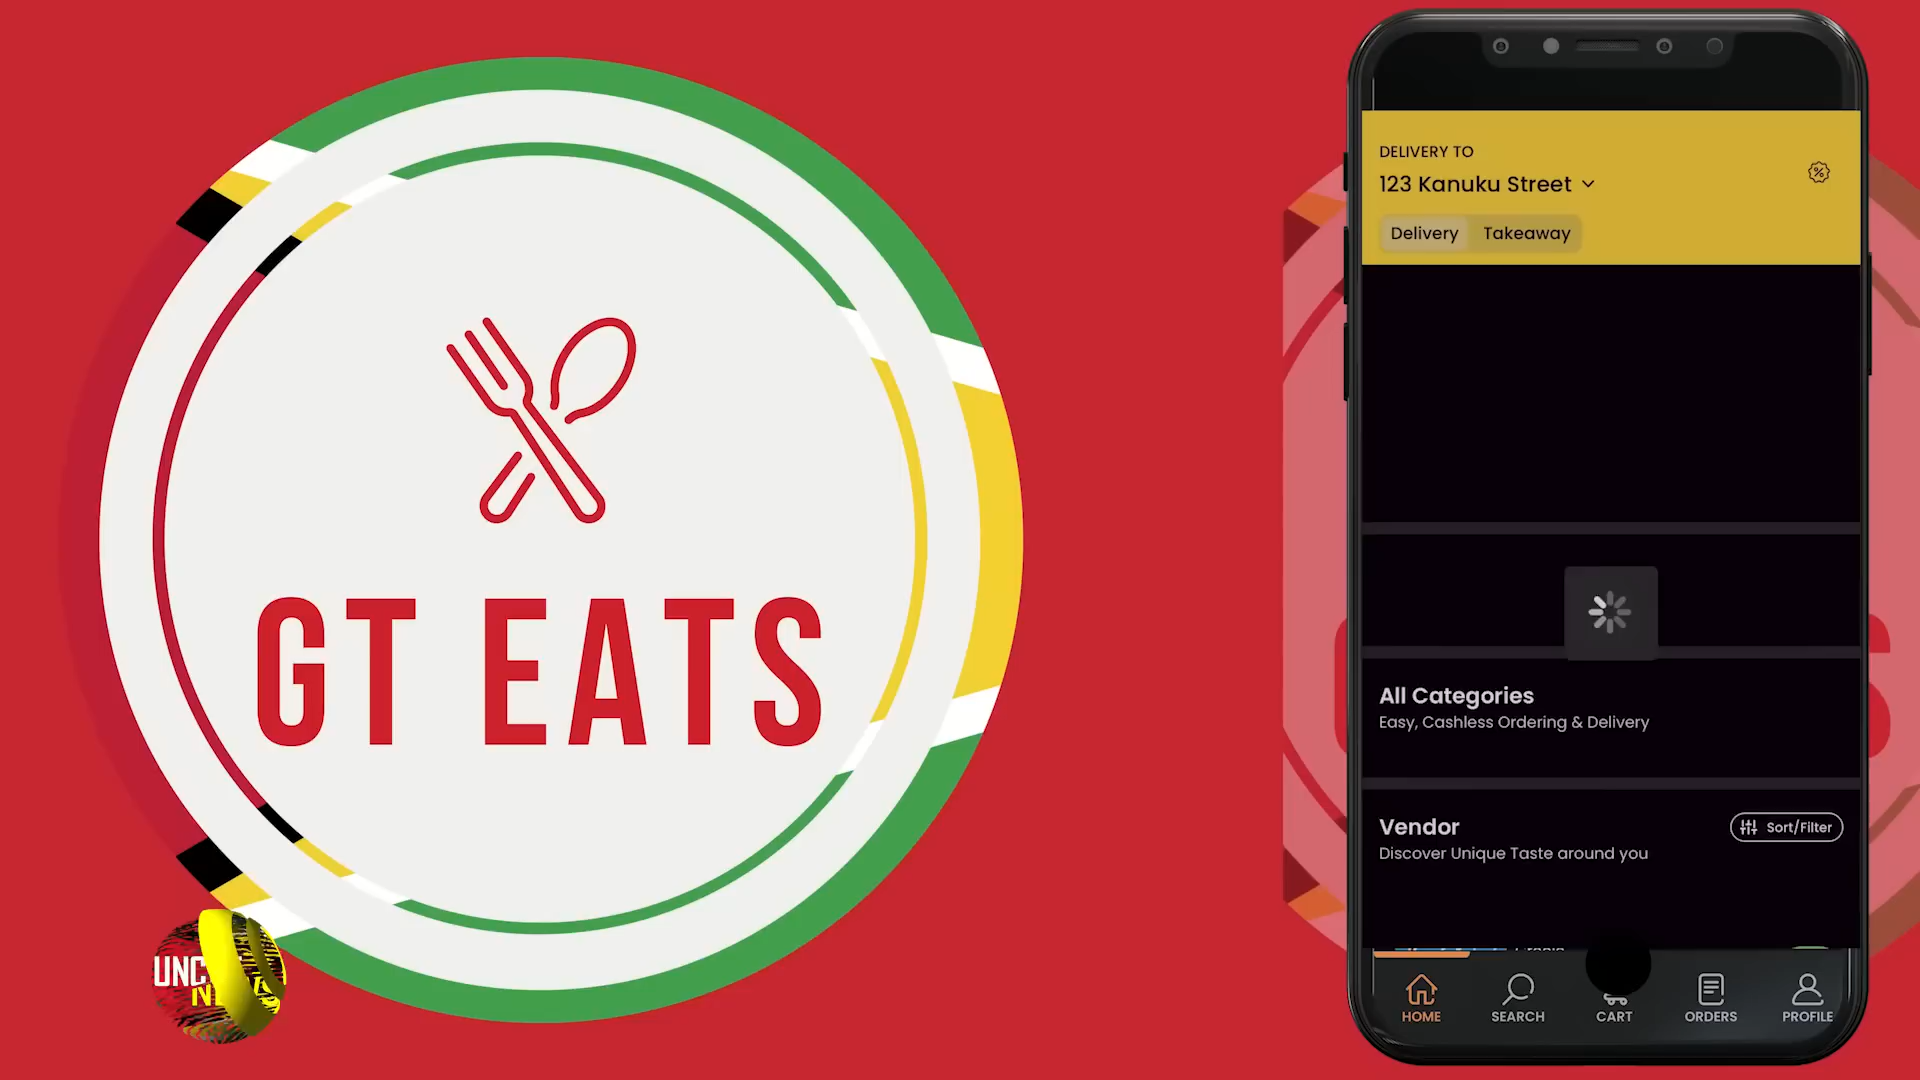 GT EATS
DELIVERY TO
123 Kanuku Street
Delivery Takeaway
All Categories
Easy, Cashless Ordering & Delivery
Vendor
Sort/Filter
Discover Unique Taste around you
HOME SEARCH CART ORDERS PROFILE